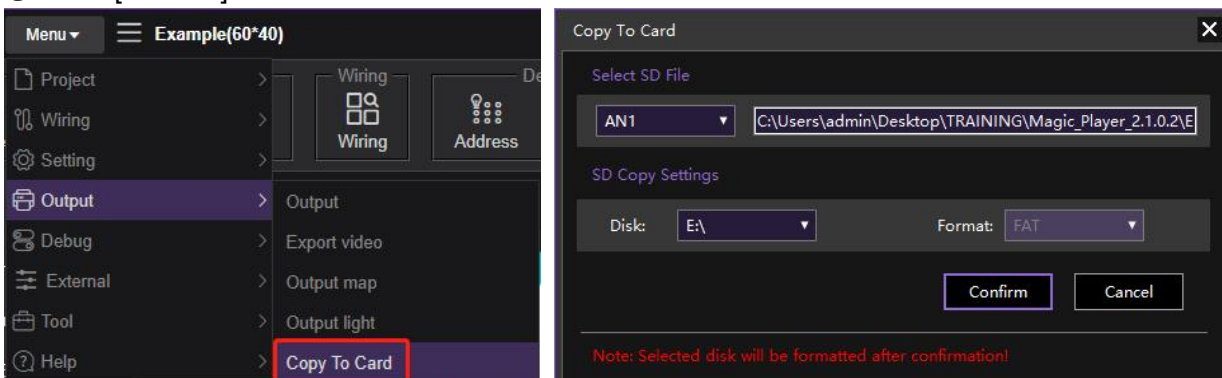 Menu ▾ ☰ Example(60*40)
Project >
Wiring >
Setting >
Output >
Debug >
External >
Tool >
Help >
Wiring
Wiring
Address
Output
Export video
Output map
Output light
Copy To Card
Copy To Card X
Select SD File
AN1 ▼ C:\Users\admin\Desktop\TRAINING\Magic_Player_2.1.0.2\E
SD Copy Settings
Disk: E:\ ▼ Format: FAT ▼
Confirm Cancel
Note: Selected disk will be formatted after confirmation!